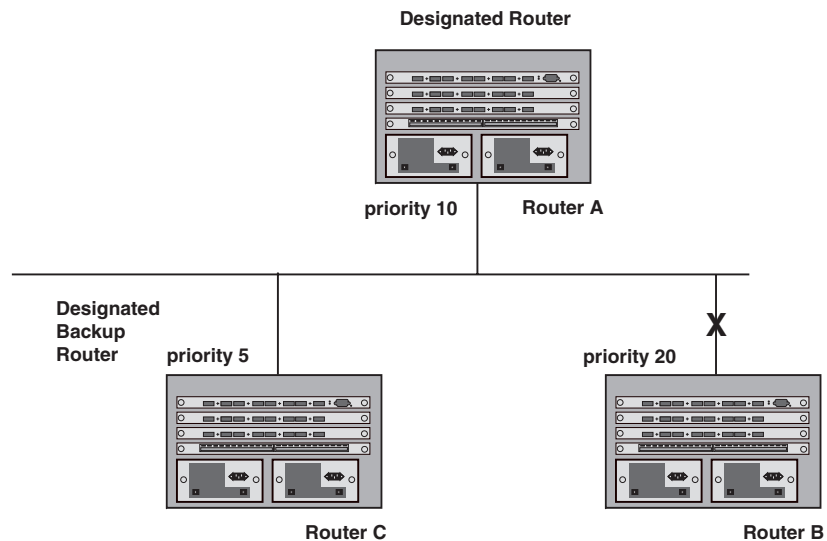 Designated Router
priority 10
Router A
Designated
Backup
Router
priority 5
X
priority 20
Router C
Router B